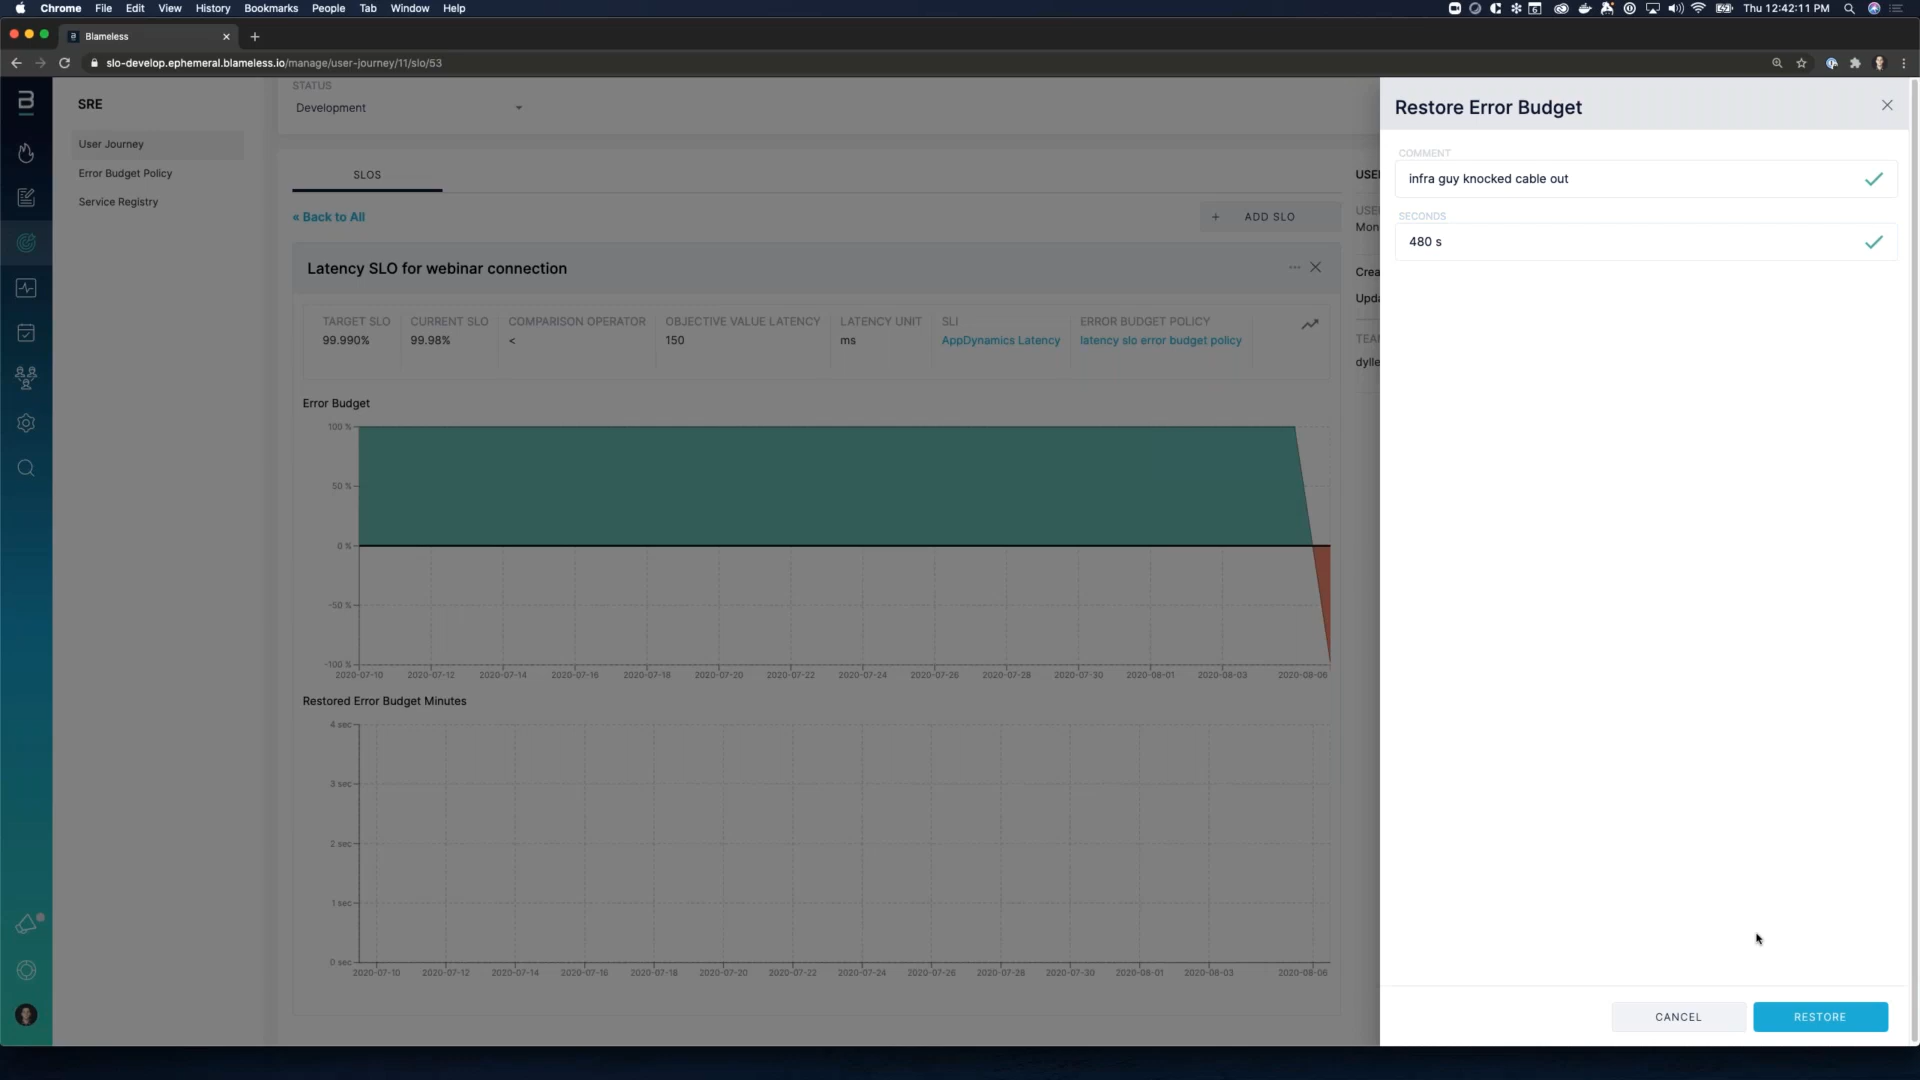 Chrome File Edit View History Bookmarks People Tab Window Help
Thu 12:42:11 PM
Blameless
slo-develop.ephemeral.blameless.io/manage/user-journey/11/slo/53
SRE
User Journey
Error Budget Policy
Service Registry
STATUS
Development
SLOS
« Back to All
+ ADD SLO
Latency SLO for webinar connection
TARGET SLO
99.990%
CURRENT SLO
99.98%
COMPARISON OPERATOR
<
OBJECTIVE VALUE LATENCY
150
LATENCY UNIT
ms
SLI
AppDynamics Latency
ERROR BUDGET POLICY
latency slo error budget policy
Error Budget
100 %
50 %
0 %
-50 %
-100 %
2020-07-10 2020-07-12 2020-07-14 2020-07-16 2020-07-18 2020-07-20 2020-07-22 2020-07-24 2020-07-26 2020-07-28 2020-07-30 2020-08-01 2020-08-03 2020-08-06
Restored Error Budget Minutes
4 sec
3 sec
2 sec
1 sec
0 sec
2020-07-10 2020-07-12 2020-07-14 2020-07-16 2020-07-18 2020-07-20 2020-07-22 2020-07-24 2020-07-26 2020-07-28 2020-07-30 2020-08-01 2020-08-03 2020-08-06
USE
USE
Mon
Crea
Upda
TEA
dylle
Restore Error Budget
COMMENT
infra guy knocked cable out
SECONDS
480 s
CANCEL
RESTORE